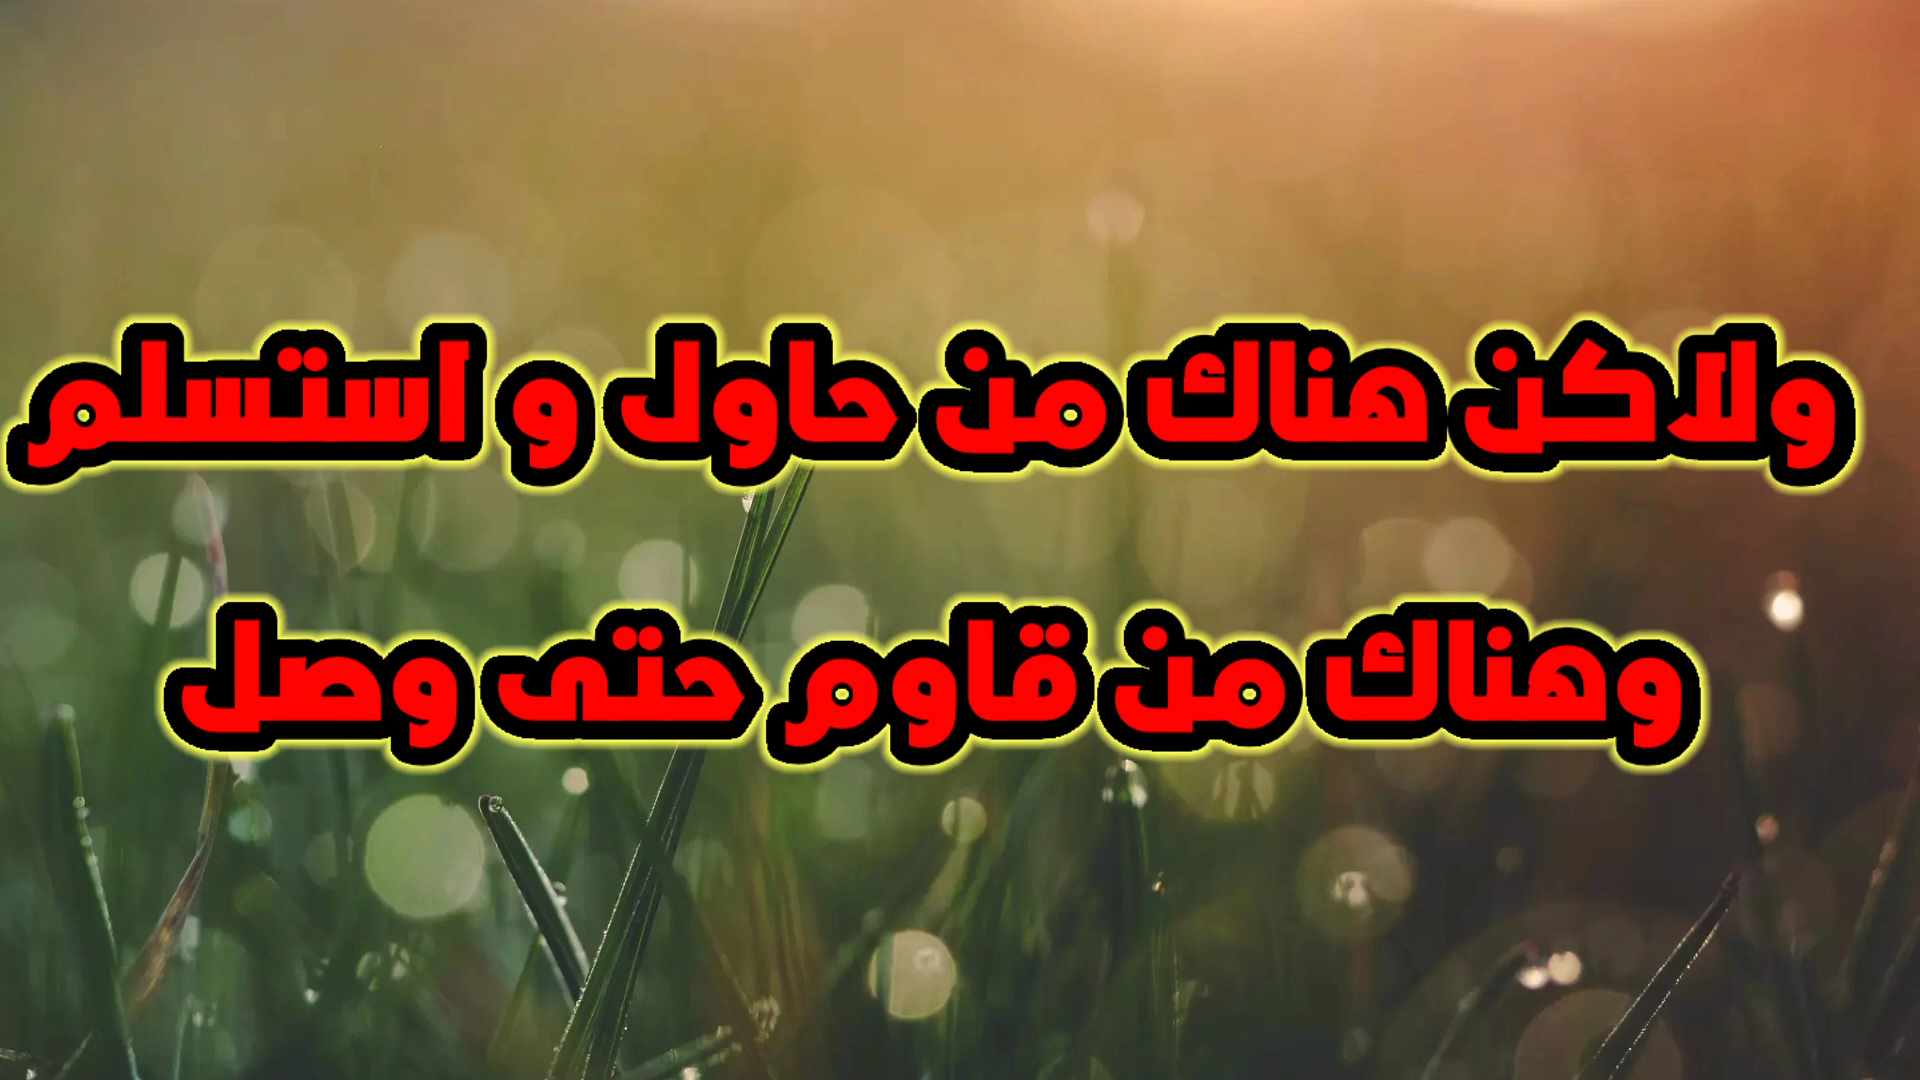 ولاكن هناك من حاول و استسلم
وهناك من قاوم حتى وصل